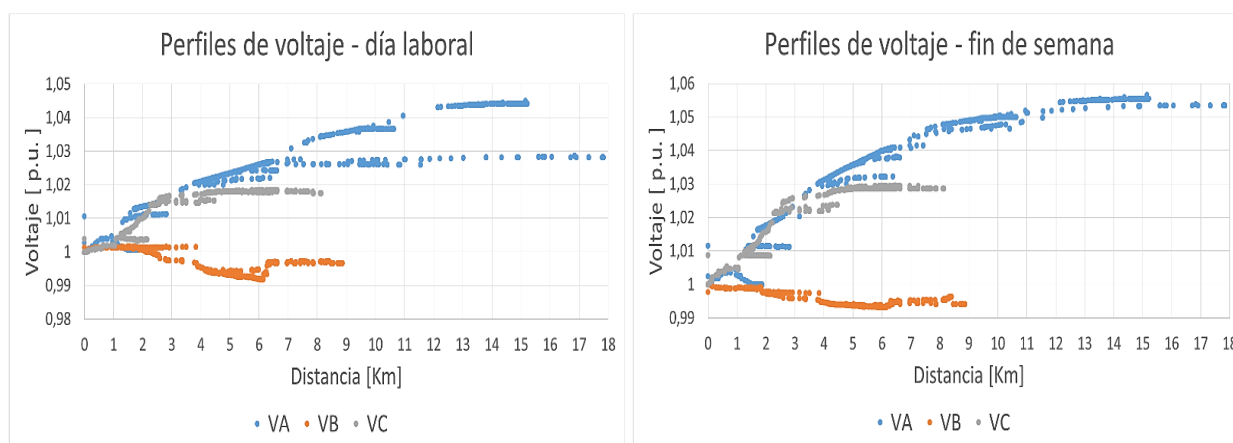 Perfiles de voltaje - día laboral
1,05
1,04
1,03
1,02
1,01
1
0,99
0,98
Voltaje [ p.u. ]
0 1 2 3 4 5 6 7 8 9 10 11 12 13 14 15 16 17 18
Distancia [Km]
VA VB VC
Perfiles de voltaje - fin de semana
1,06
1,05
1,04
1,03
1,02
1,01
1
0,99
Voltaje [ p.u. ]
0 1 2 3 4 5 6 7 8 9 10 11 12 13 14 15 16 17 18
Distancia [Km]
VA VB VC